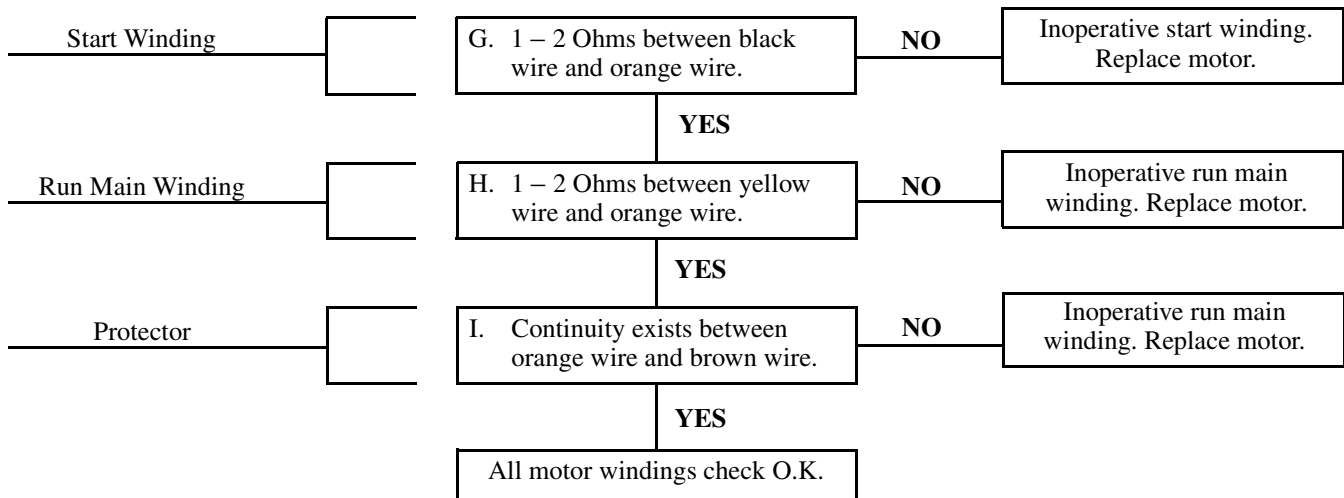 Start Winding
G. 1 – 2 Ohms between black
wire and orange wire.
NO
Inoperative start winding.
Replace motor.
YES
Run Main Winding
H. 1 – 2 Ohms between yellow
wire and orange wire.
NO
Inoperative run main
winding. Replace motor.
YES
Protector
I. Continuity exists between
orange wire and brown wire.
NO
Inoperative run main
winding. Replace motor.
YES
All motor windings check O.K.